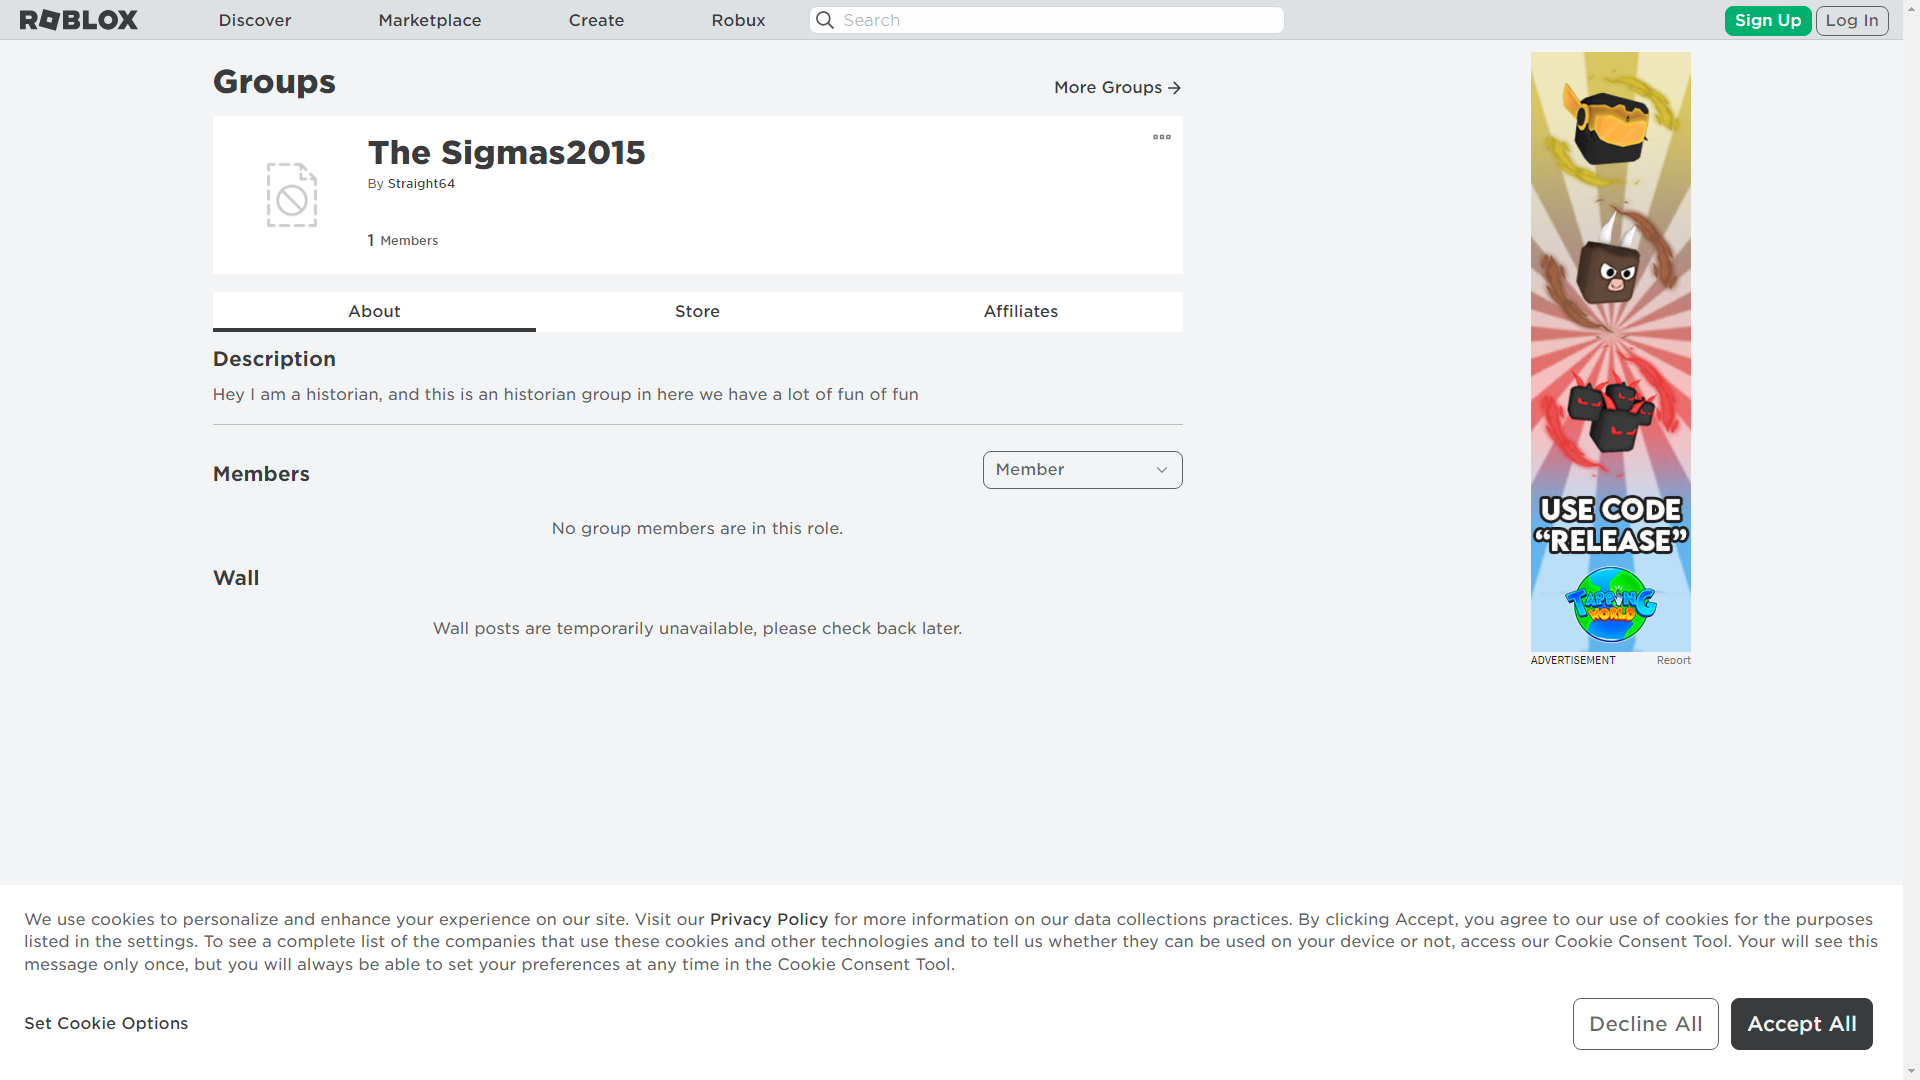 ROBLOX
Discover
Marketplace
Create
Robux
Search
Sign Up
Log In
Groups
More Groups
The Sigmas2015
By Straight64
1 Members
About
Store
Affiliates
Description
Hey I am a historian, and this is an historian group in here we have a lot of fun of fun
Members
Member
No group members are in this role.
Wall
Wall posts are temporarily unavailable, please check back later.
USE CODE
“RELEASE”
TAPPING
WORLD
ADVERTISEMENT
Report
We use cookies to personalize and enhance your experience on our site. Visit our Privacy Policy for more information on our data collections practices. By clicking Accept, you agree to our use of cookies for the purposes
listed in the settings. To see a complete list of the companies that use these cookies and other technologies and to tell us whether they can be used on your device or not, access our Cookie Consent Tool. Your will see this
message only once, but you will always be able to set your preferences at any time in the Cookie Consent Tool.
Set Cookie Options
Decline All
Accept All